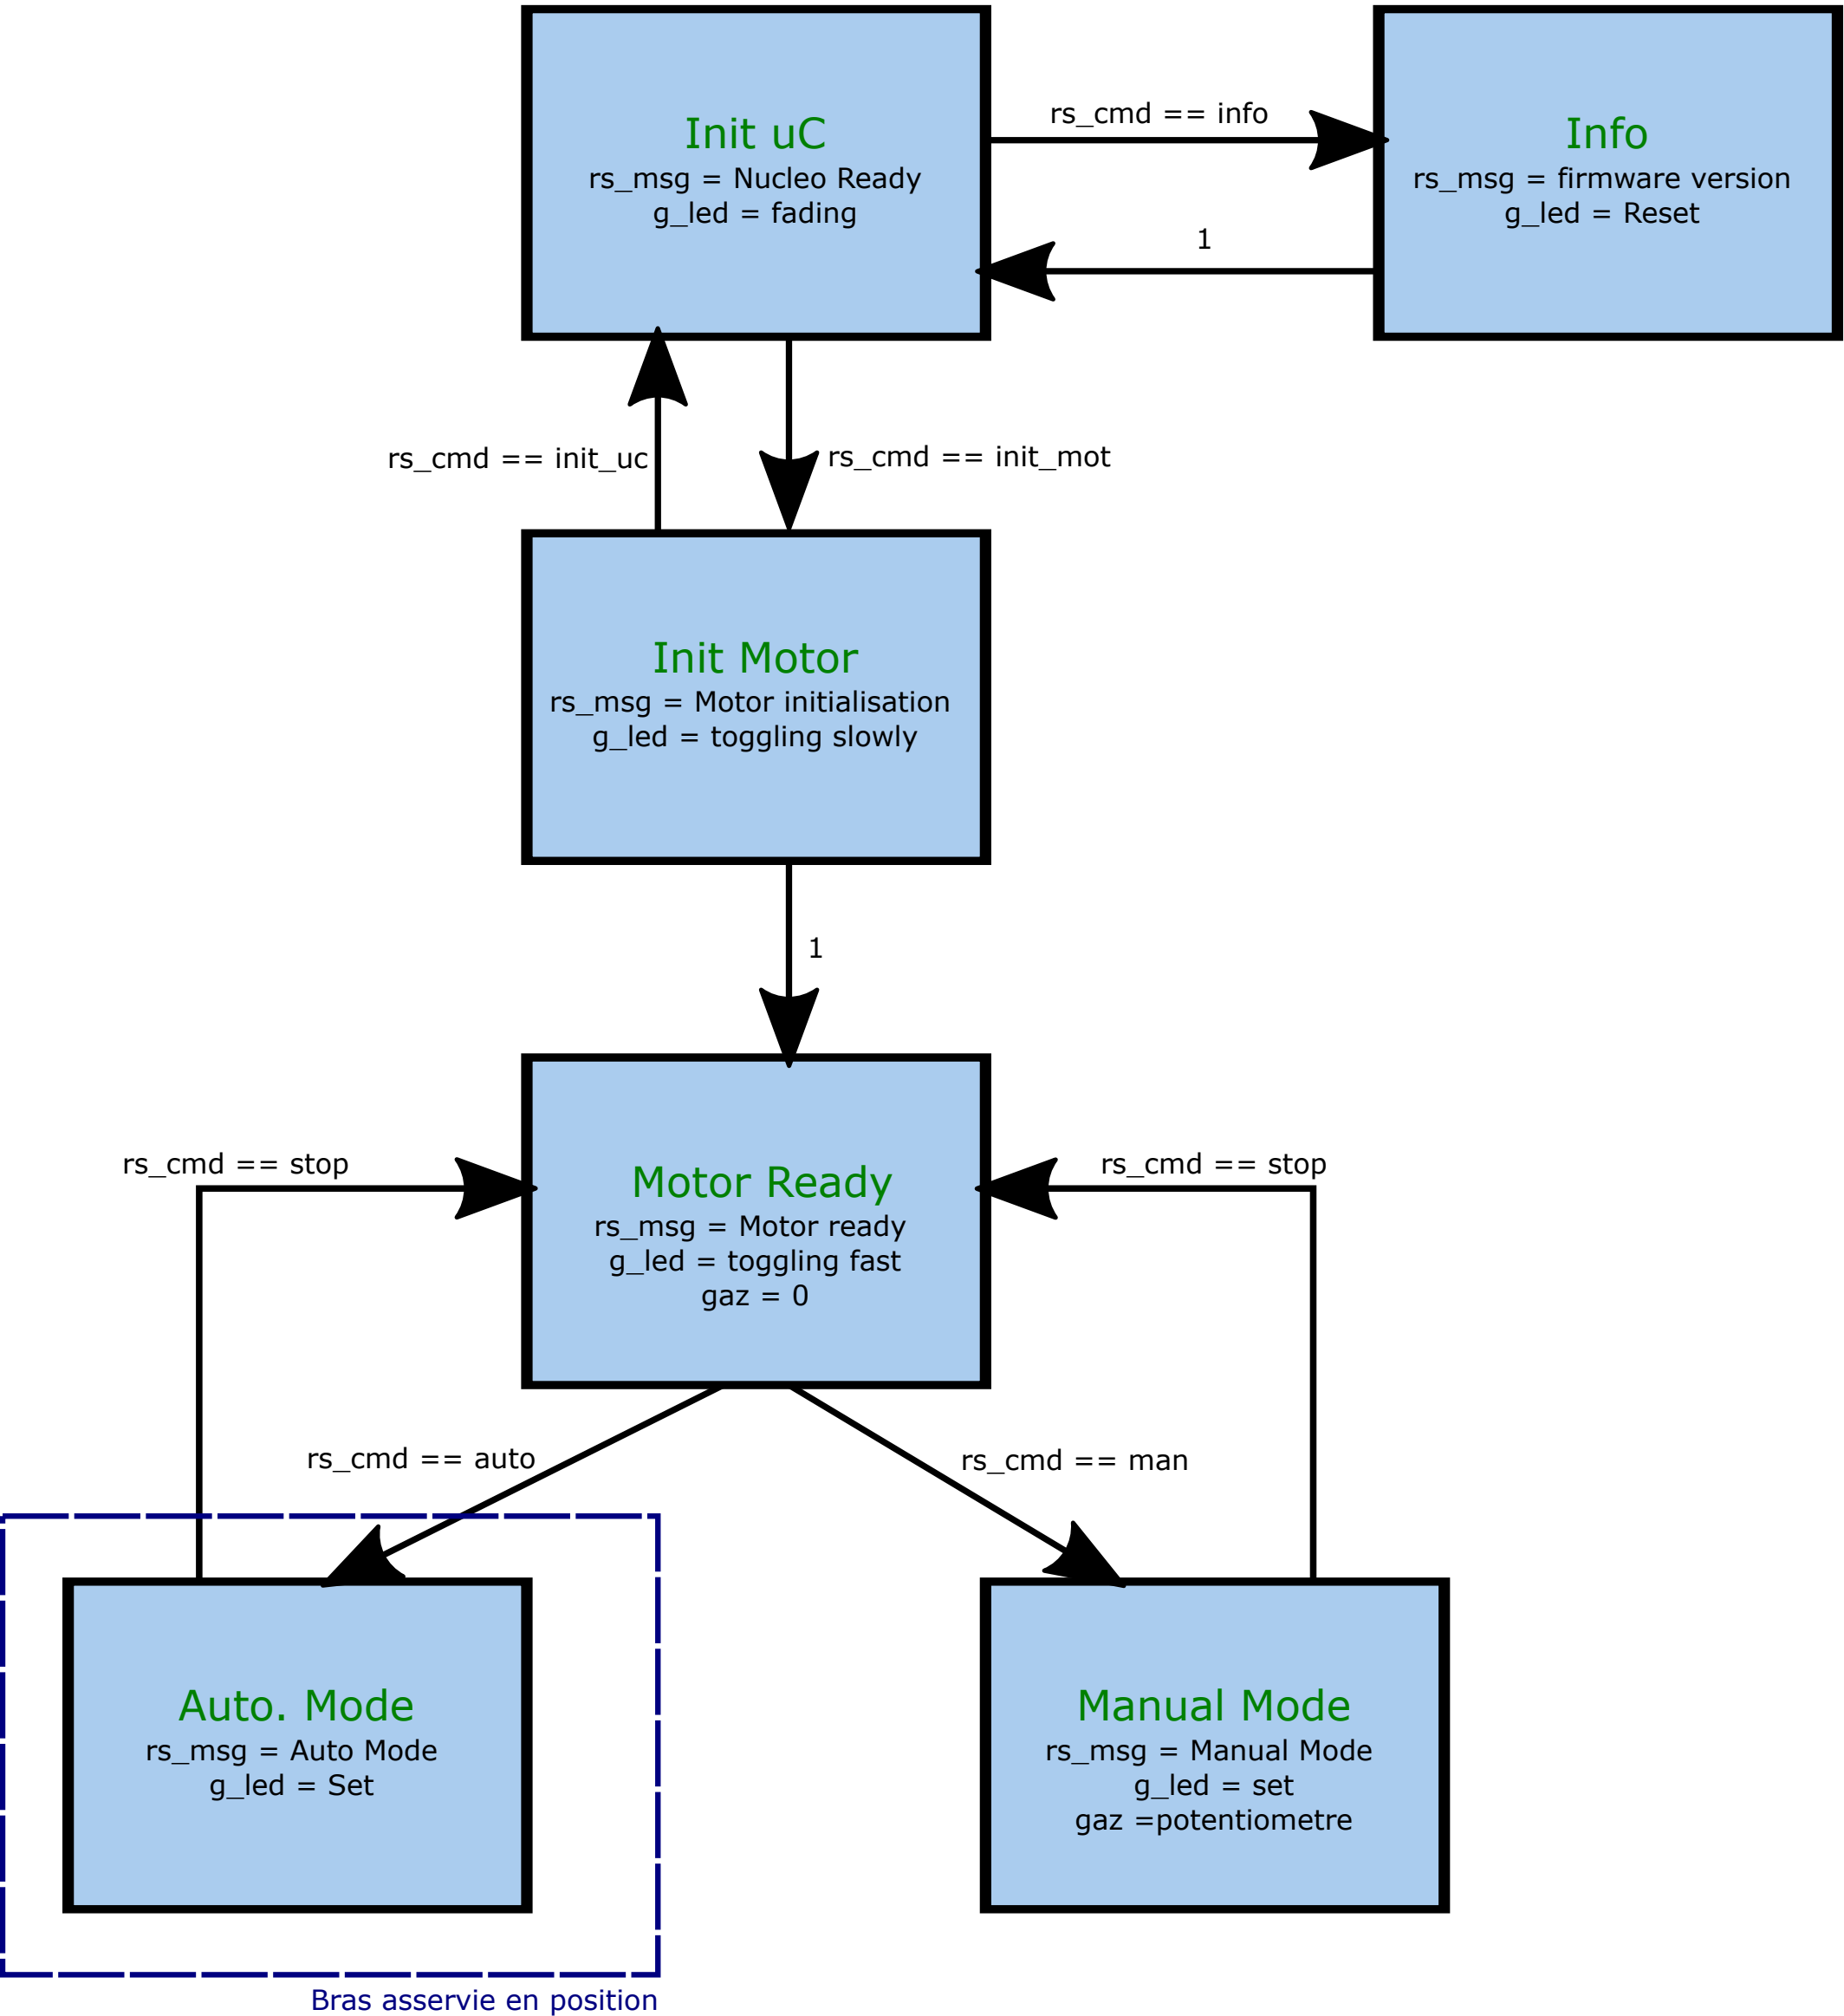 Init uC
rs_msg = Nucleo Ready
g_led = fading
rs_cmd == info
1
Info
rs_msg = firmware version
g_led = Reset
rs_cmd == init_uc
rs_cmd == init_mot
Init Motor
rs_msg = Motor initialisation
g_led = toggling slowly
1
rs_cmd == stop
Motor Ready
rs_msg = Motor ready
g_led = toggling fast
gaz = 0
rs_cmd == stop
rs_cmd == auto
rs_cmd == man
Auto. Mode
rs_msg = Auto Mode
g_led = Set
Manual Mode
rs_msg = Manual Mode
g_led = set
gaz =potentiometre
Bras asservie en position